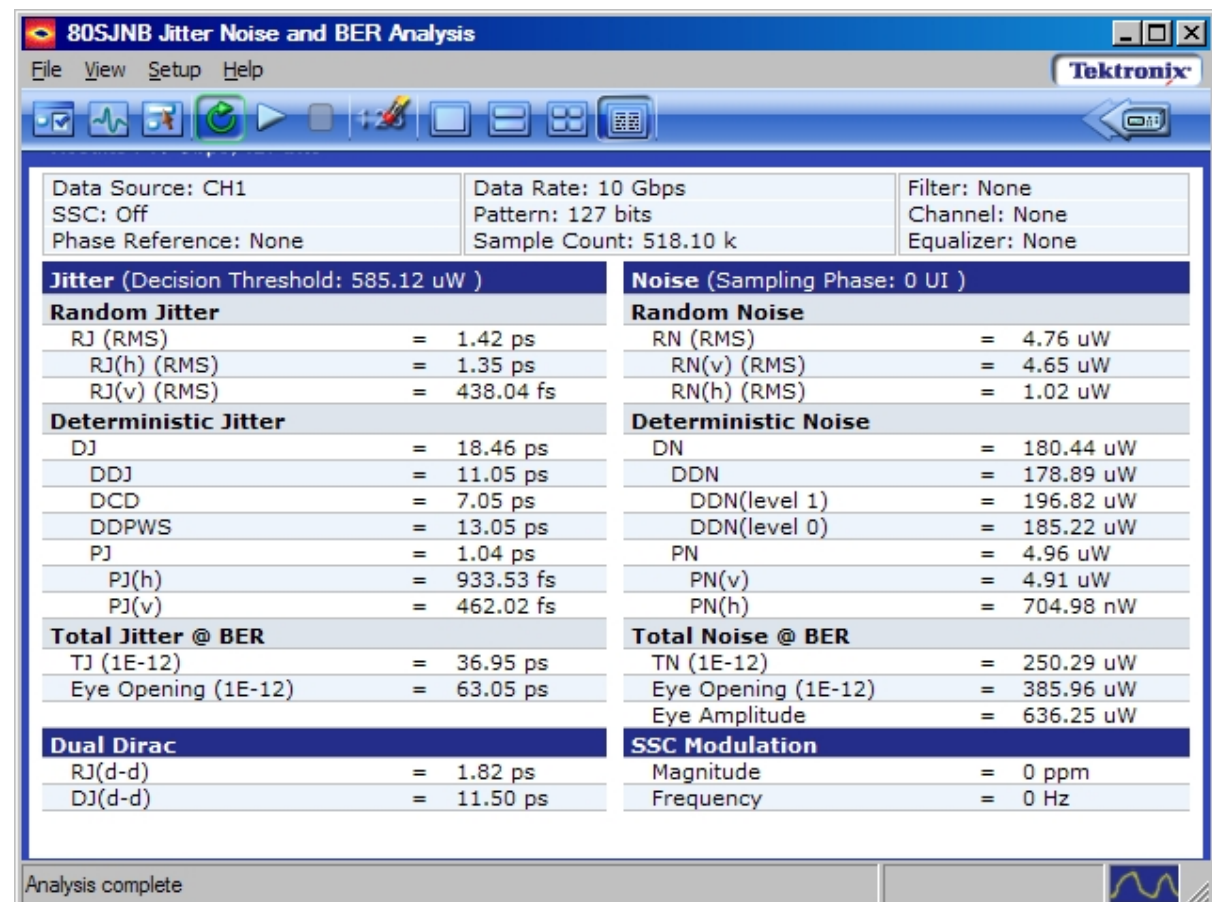 80SJNB Jitter Noise and BER Analysis
File View Setup Help
Tektronix
Data Source: CH1
SSC: Off
Phase Reference: None
Data Rate: 10 Gbps
Pattern: 127 bits
Sample Count: 518.10 k
Filter: None
Channel: None
Equalizer: None
Jitter (Decision Threshold: 585.12 uW )
Random Jitter
RJ (RMS) = 1.42 ps
RJ(h) (RMS) = 1.35 ps
RJ(v) (RMS) = 438.04 fs
Deterministic Jitter
DJ = 18.46 ps
DDJ = 11.05 ps
DCD = 7.05 ps
DDPWS = 13.05 ps
PJ = 1.04 ps
PJ(h) = 933.53 fs
PJ(v) = 462.02 fs
Total Jitter @ BER
TJ (1E-12) = 36.95 ps
Eye Opening (1E-12) = 63.05 ps
Dual Dirac
RJ(d-d) = 1.82 ps
DJ(d-d) = 11.50 ps
Noise (Sampling Phase: 0 UI )
Random Noise
RN (RMS) = 4.76 uW
RN(v) (RMS) = 4.65 uW
RN(h) (RMS) = 1.02 uW
Deterministic Noise
DN = 180.44 uW
DDN = 178.89 uW
DDN(level 1) = 196.82 uW
DDN(level 0) = 185.22 uW
PN = 4.96 uW
PN(v) = 4.91 uW
PN(h) = 704.98 nW
Total Noise @ BER
TN (1E-12) = 250.29 uW
Eye Opening (1E-12) = 385.96 uW
Eye Amplitude = 636.25 uW
SSC Modulation
Magnitude = 0 ppm
Frequency = 0 Hz
Analysis complete